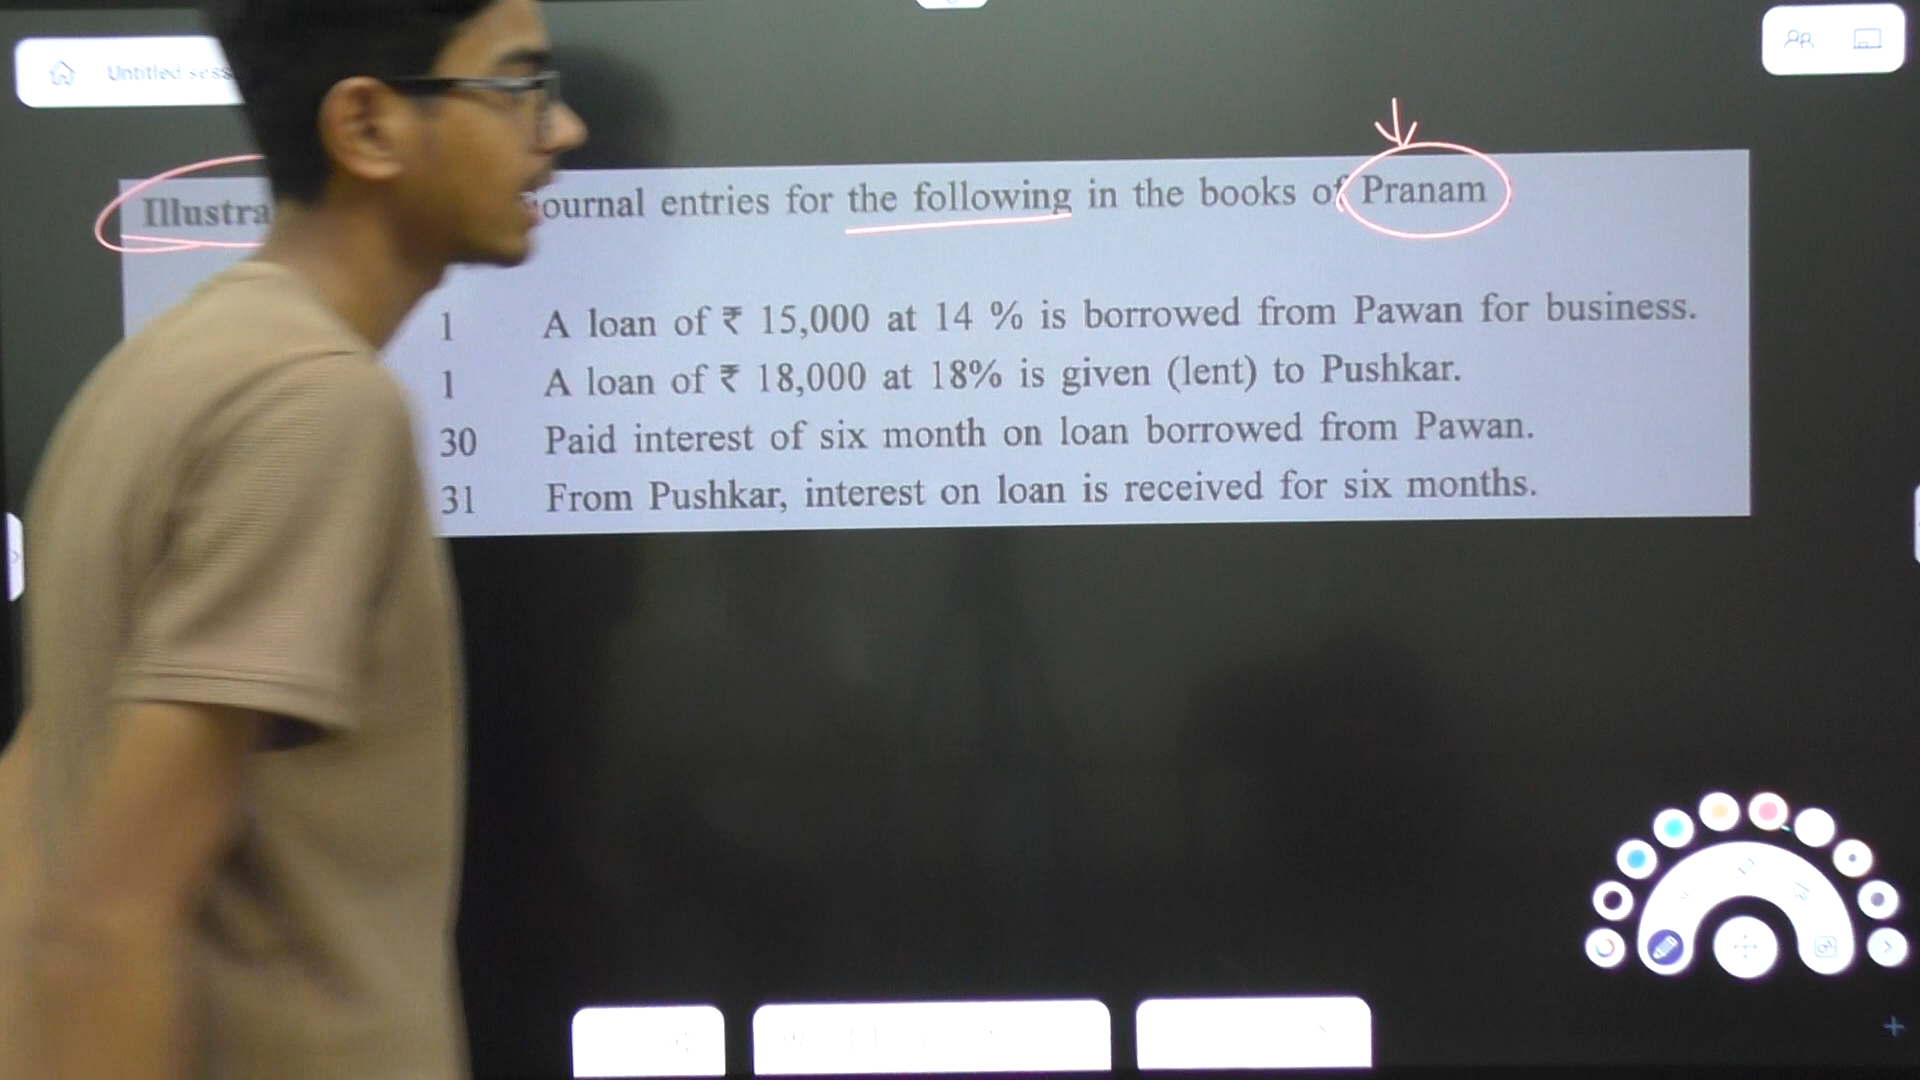 Untitled
Illustra ournal entries for the following in the books of Pranam
1 A loan of ₹ 15,000 at 14 % is borrowed from Pawan for business.
1 A loan of ₹ 18,000 at 18% is given (lent) to Pushkar.
30 Paid interest of six month on loan borrowed from Pawan.
31 From Pushkar, interest on loan is received for six months.